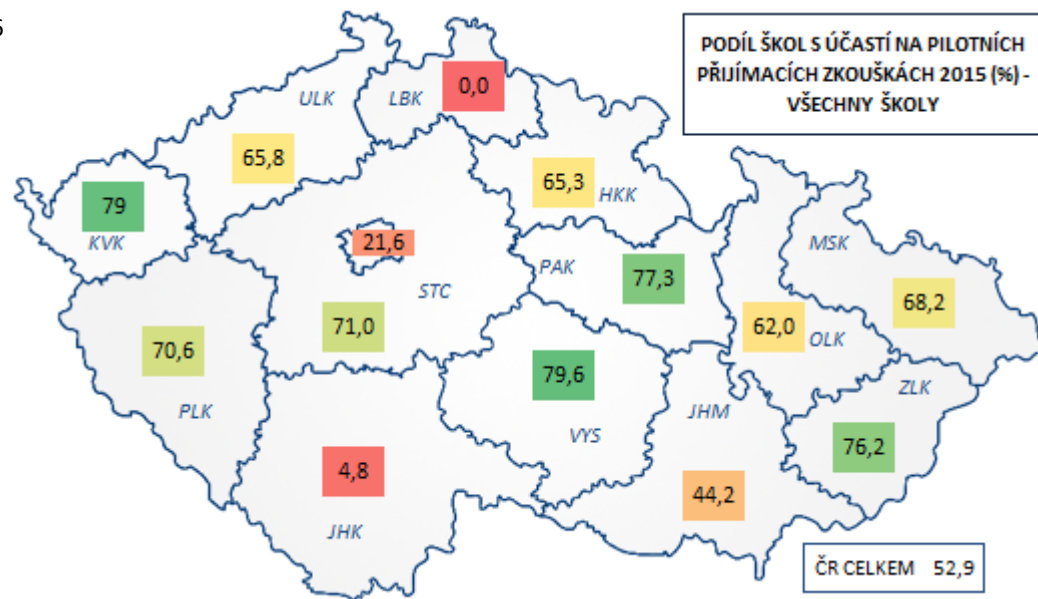 PODÍL ŠKOL S ÚČASTÍ NA PILOTNÍCH
PŘIJÍMACÍCH ZKOUŠKÁCH 2015 (%) -
VŠECHNY ŠKOLY
ULK
LBK
0,0
65,8
65,3
HKK
79
KVK
21,6
STC
71,0
PAK
77,3
MSK
68,2
70,6
PLK
62,0
OLK
79,6
VYS
JHM
ZLK
76,2
4,8
JHK
44,2
ČR CELKEM 52,9